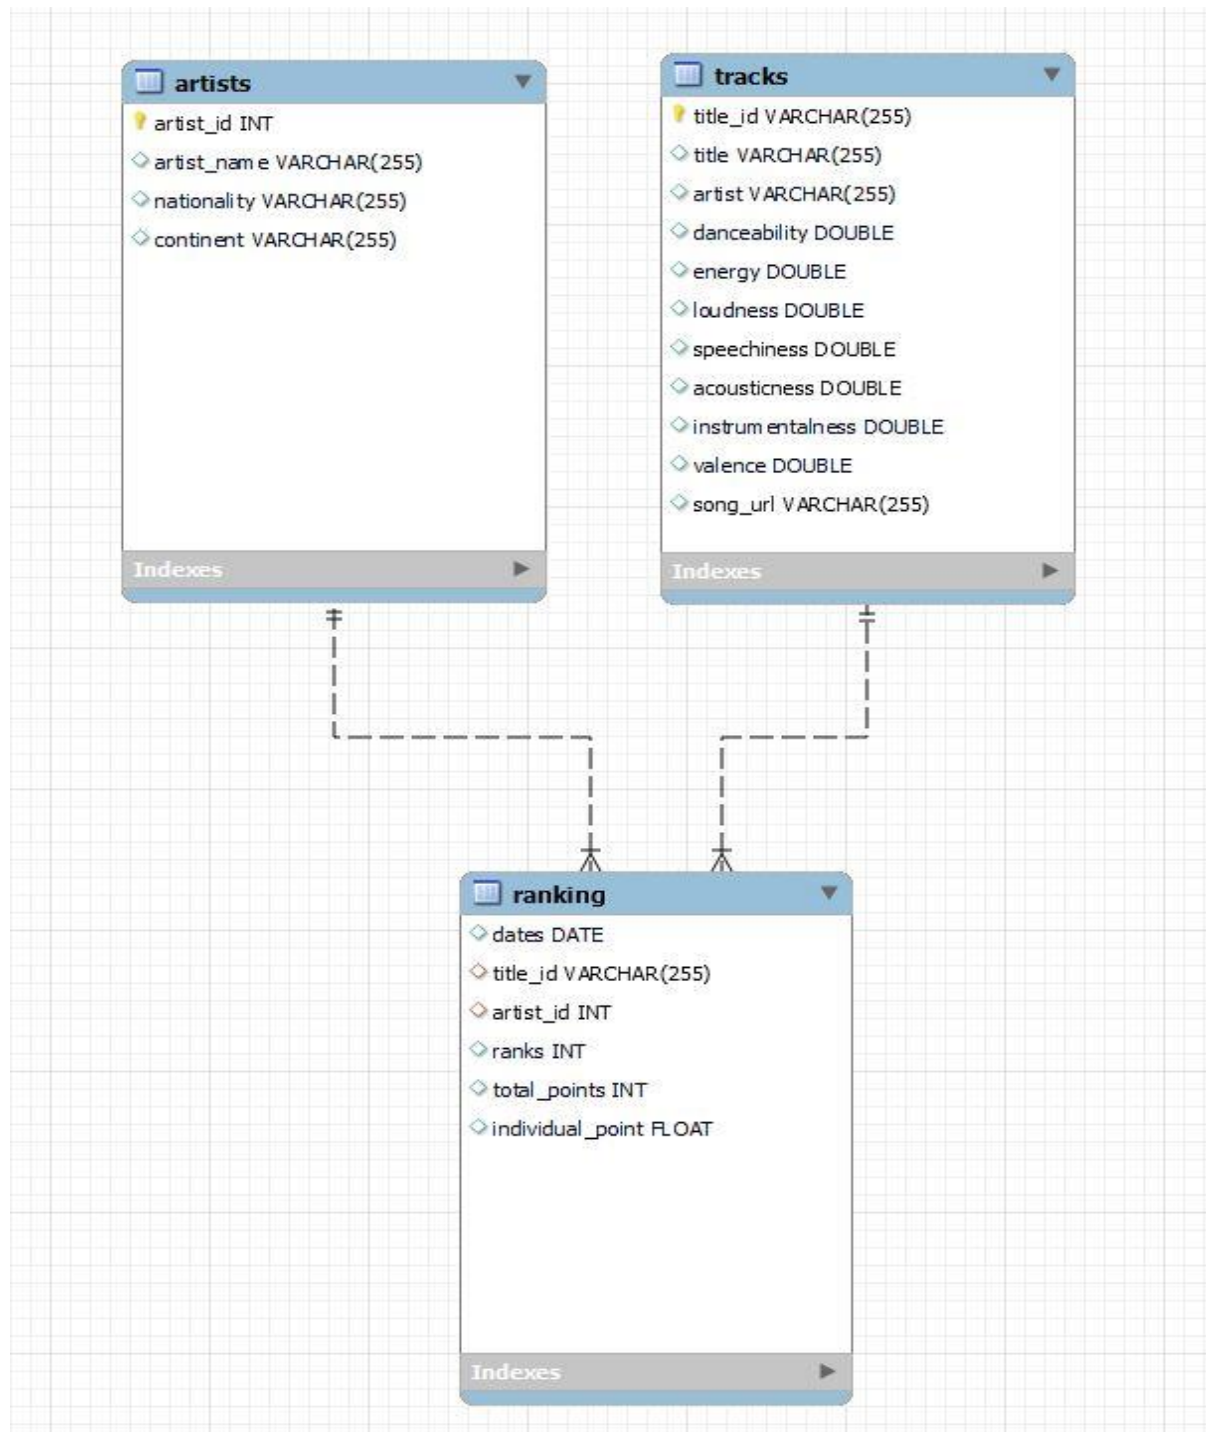 artists
artist_id INT
artist_name VARCHAR(255)
nationality VARCHAR(255)
continent VARCHAR(255)
Indexes
tracks
title_id VARCHAR(255)
title VARCHAR(255)
artist VARCHAR(255)
danceability DOUBLE
energy DOUBLE
loudness DOUBLE
speechiness DOUBLE
acousticness DOUBLE
instrumentalness DOUBLE
valence DOUBLE
song_url VARCHAR(255)
Indexes
ranking
dates DATE
title_id VARCHAR(255)
artist_id INT
ranks INT
total_points INT
individual_point FLOAT
Indexes